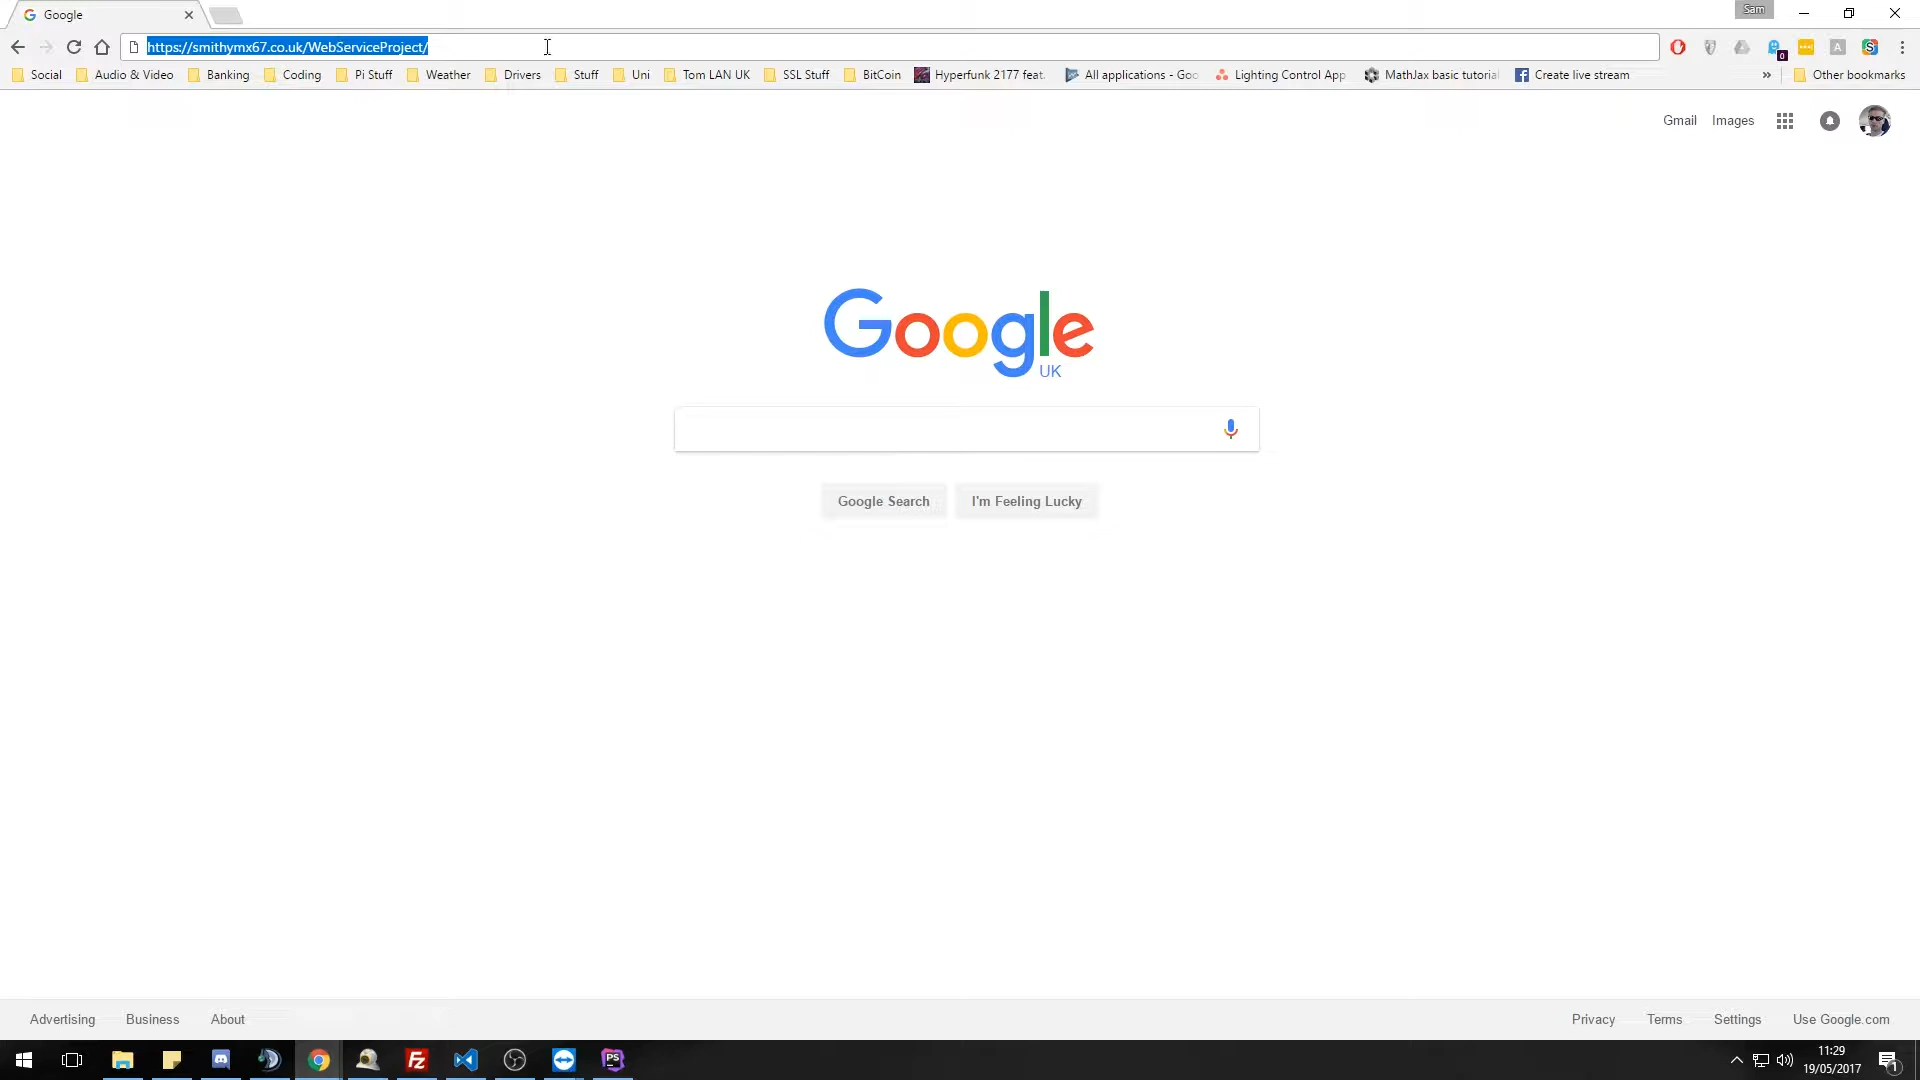 Google
Sam
https://smithymx67.co.uk/WebServiceProject/
Social
Audio & Video
Banking
Coding
Pi Stuff
Weather
Drivers
Stuff
Uni
Tom LAN UK
SSL Stuff
BitCoin
Hyperfunk 2177 feat.
All applications - Goo
Lighting Control App
MathJax basic tutorial
Create live stream
»
Other bookmarks
Gmail
Images
Google
UK
Google Search
I'm Feeling Lucky
Advertising
Business
About
Privacy
Terms
Settings
Use Google.com
11:29
19/05/2017